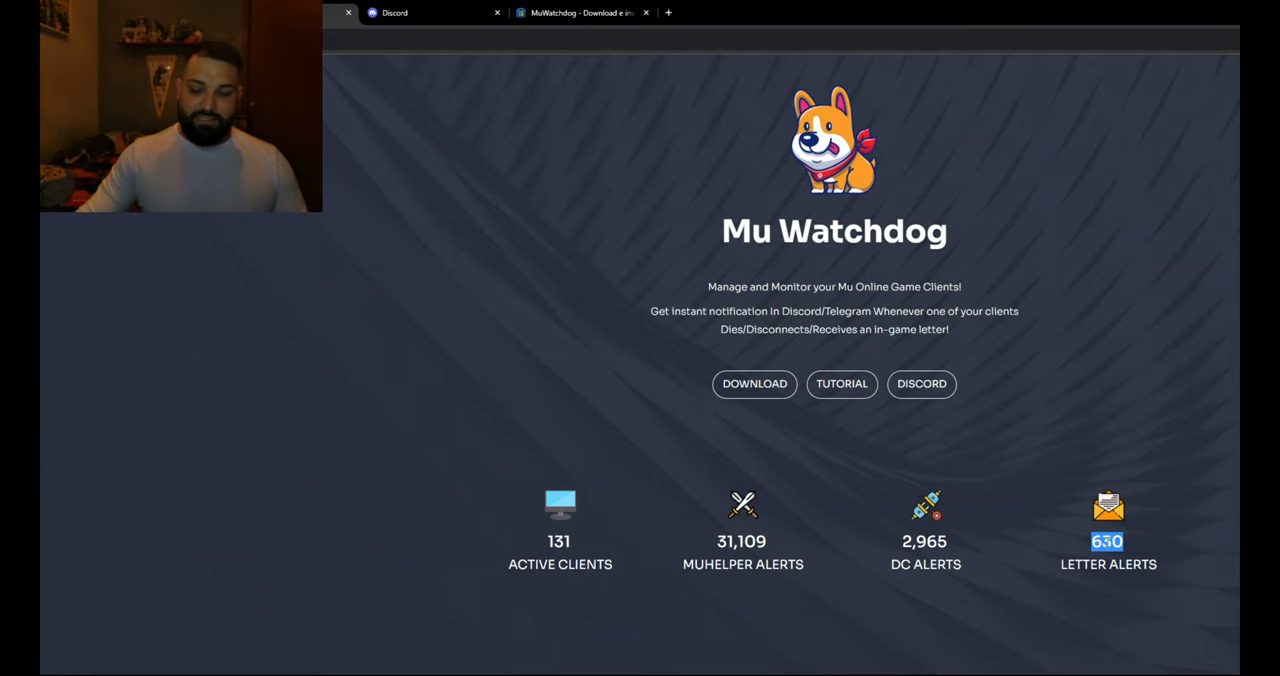 Discord
MuWatchdog - Download e in
Mu Watchdog
Manage and Monitor your Mu Online Game Clients!
Get instant notification In Discord/Telegram Whenever one of your clients
Dies/Disconnects/Receives an in-game letter!
DOWNLOAD TUTORIAL DISCORD
131 31,109 2,965 630
ACTIVE CLIENTS MUHELPER ALERTS DC ALERTS LETTER ALERTS